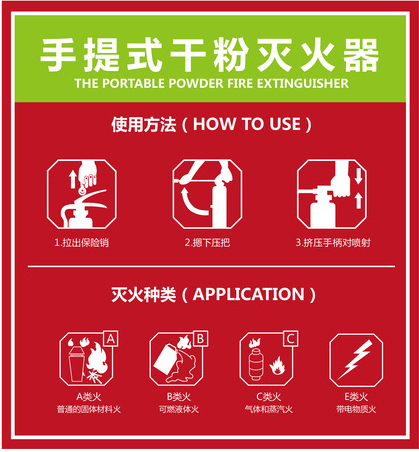 手提式干粉灭火器
THE PORTABLE POWDER FIRE EXTINGUISHER
使用方法（HOW TO USE）
1.拉出保险销
2.摁下压把
3.挤压手柄对喷射
灭火种类（APPLICATION）
A
B
C
A类火
普通的固体材料火
B类火
可燃液体火
C类火
气体和蒸汽火
E类火
带电物质火